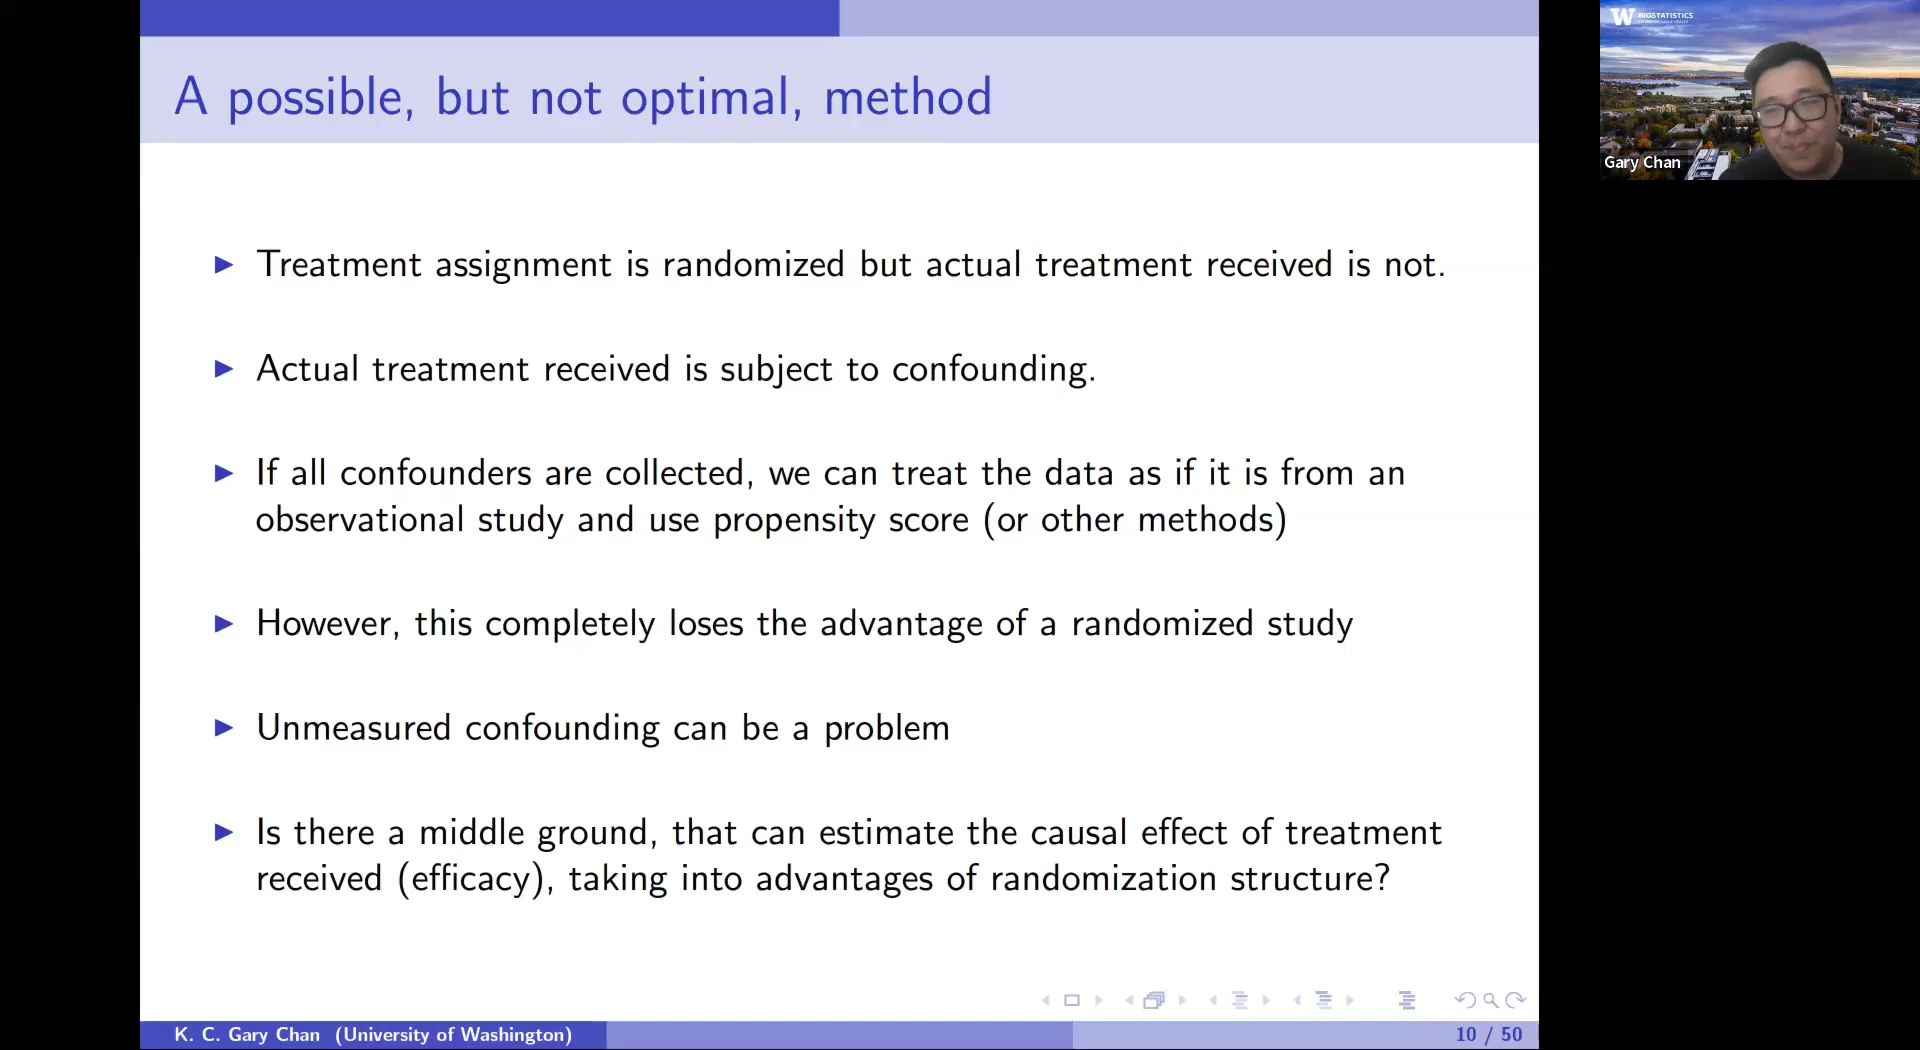 A possible, but not optimal, method
Treatment assignment is randomized but actual treatment received is not.
Actual treatment received is subject to confounding.
If all confounders are collected, we can treat the data as if it is from an
observational study and use propensity score (or other methods)
However, this completely loses the advantage of a randomized study
Unmeasured confounding can be a problem
Is there a middle ground, that can estimate the causal effect of treatment
received (efficacy), taking into advantages of randomization structure?
K. C. Gary Chan (University of Washington)
10 / 50
W BIOSTATISTICS
Gary Chan